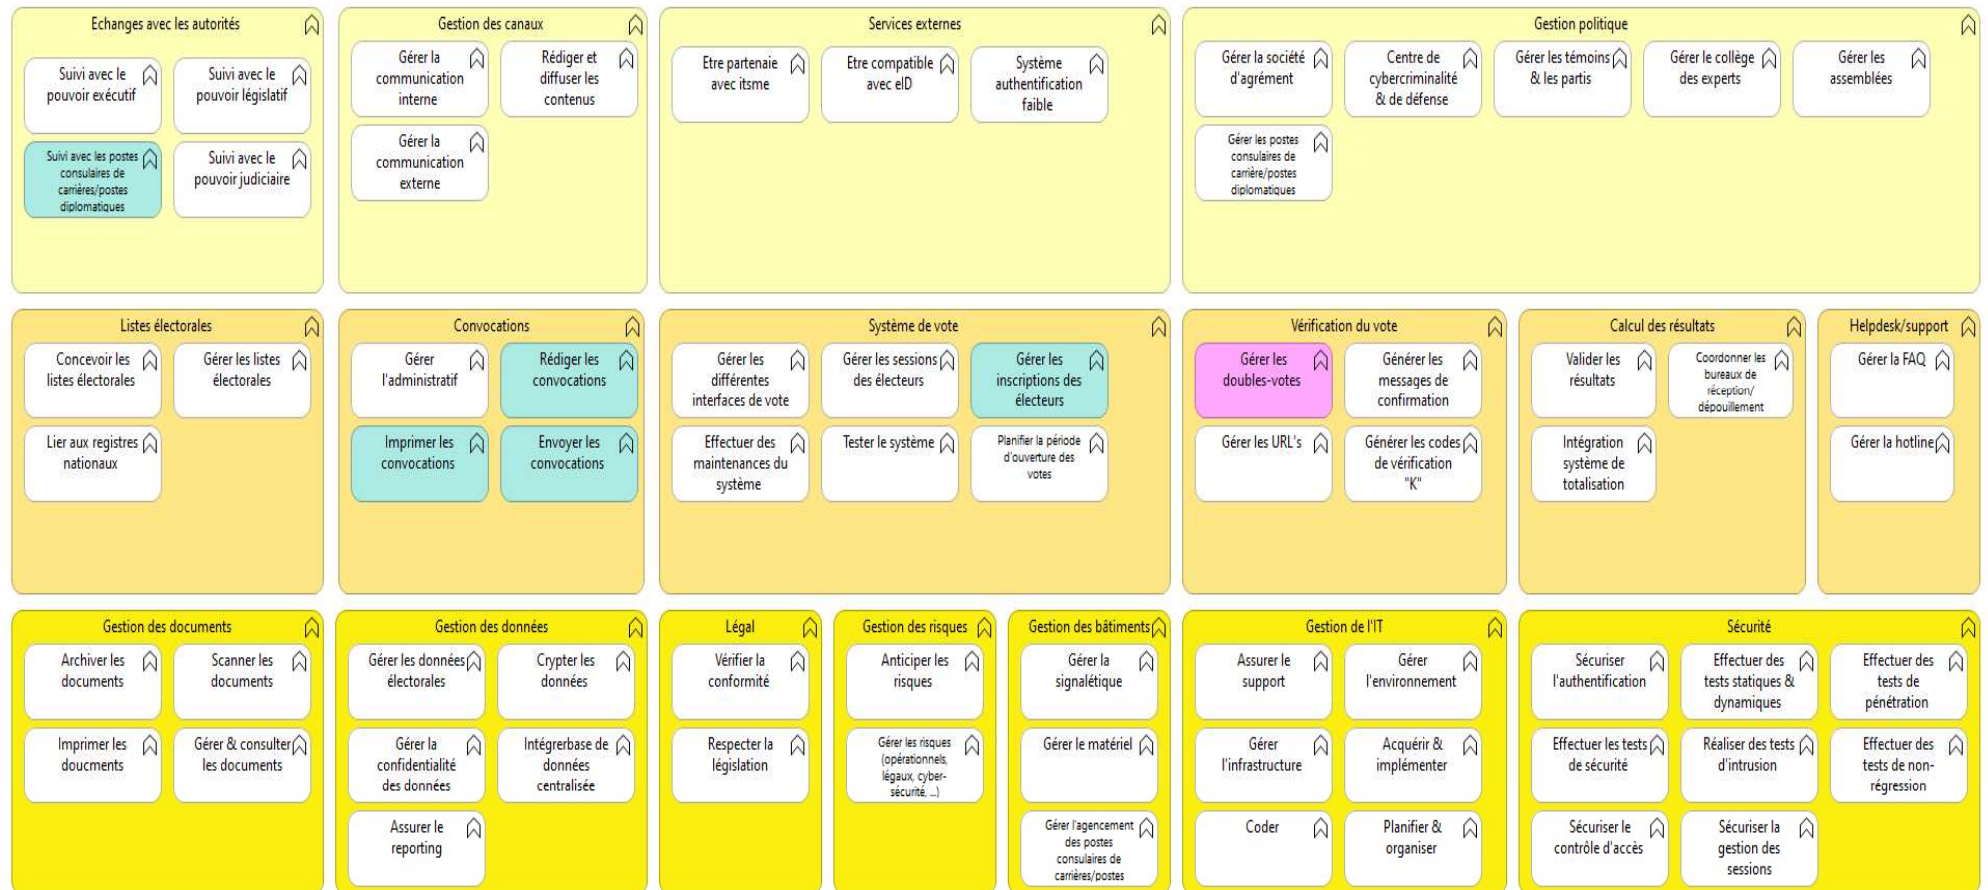 Echanges avec les autorités
Suivi avec le
pouvoir exécutif
Suivi avec le
pouvoir législatif
Suivi avec les postes
consulaires de
carrières/postes
diplomatiques
Suivi avec le
pouvoir judiciaire
Gestion des canaux
Gérer la
communication
interne
Rédiger et
diffuser les
contenus
Gérer la
communication
externe
Services externes
Etre partenaie
avec itsme
Etre compatible
avec eID
Système
authentification
faible
Gestion politique
Gérer la société
d'agrément
Centre de
cybercriminalité
& de défense
Gérer les témoins
& les partis
Gérer le collège
des experts
Gérer les
assemblées
Gérer les postes
consulaires de
carrière/postes
diplomatiques
Listes électorales
Concevoir les
listes électorales
Gérer les listes
électorales
Lier aux registres
nationaux
Convocations
Gérer
l'administratif
Rédiger les
convocations
Imprimer les
convocations
Envoyer les
convocations
Système de vote
Gérer les
différentes
interfaces de vote
Gérer les sessions
des électeurs
Gérer les
inscriptions des
électeurs
Effectuer des
maintenances du
système
Tester le système
Planifier la période
d'ouverture des
votes
Vérification du vote
Gérer les
doubles-votes
Générer les
messages de
confirmation
Gérer les URL's
Générer les codes
de vérification
"K"
Calcul des résultats
Valider les
résultats
Coordonner les
bureaux de
réception/
dépouillement
Intégration
système de
totalisation
Helpdesk/support
Gérer la FAQ
Gérer la hotline
Gestion des documents
Archiver les
documents
Scanner les
documents
Imprimer les
doucments
Gérer & consulter
les documents
Gestion des données
Gérer les données
électorales
Crypter les
données
Gérer la
confidentialité
des données
Intégrerbase de
données
centralisée
Assurer le
reporting
Légal
Vérifier la
conformité
Respecter la
législation
Gestion des risques
Anticiper les
risques
Gérer les risques
(opérationnels,
légaux, cyber-
sécurité, ...)
Gestion des bâtiments
Gérer la
signalétique
Gérer le matériel
Gérer l'agencement
des postes
consulaires de
carrières/postes
Gestion de l'IT
Assurer le
support
Gérer
l'environnement
Gérer
l'infrastructure
Acquérir &
implémenter
Coder
Planifier &
organiser
Sécurité
Sécuriser
l'authentification
Effectuer des
tests statiques &
dynamiques
Effectuer des
tests de
pénétration
Effectuer les tests
de sécurité
Réaliser des tests
d'intrusion
Effectuer des
tests de non-
régression
Sécuriser le
contrôle d'accès
Sécuriser la
gestion des
sessions